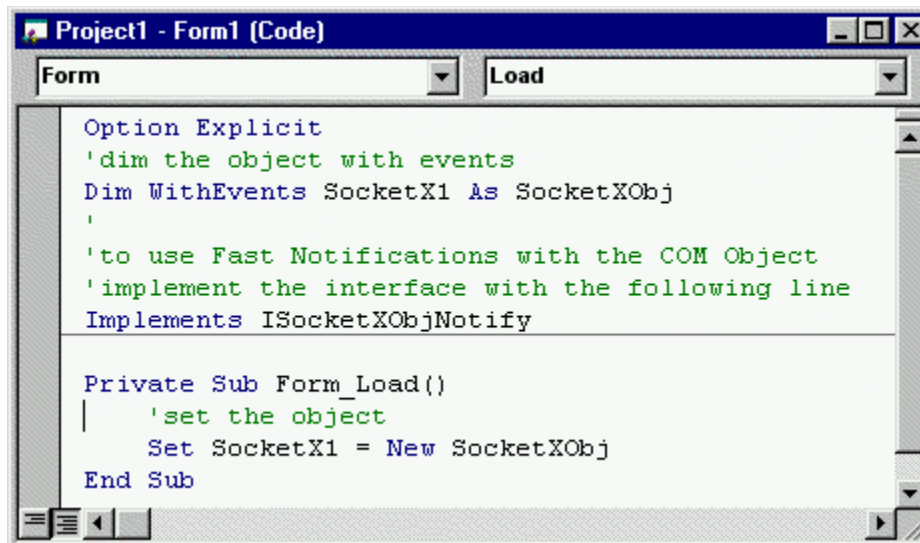 Project1 - Form1 (Code)
Form Load
Option Explicit
'dim the object with events
Dim WithEvents SocketX1 As SocketXObj
'
'to use Fast Notifications with the COM Object
'implement the interface with the following line
Implements ISocketXObjNotify
Private Sub Form_Load()
'set the object
Set SocketX1 = New SocketXObj
End Sub